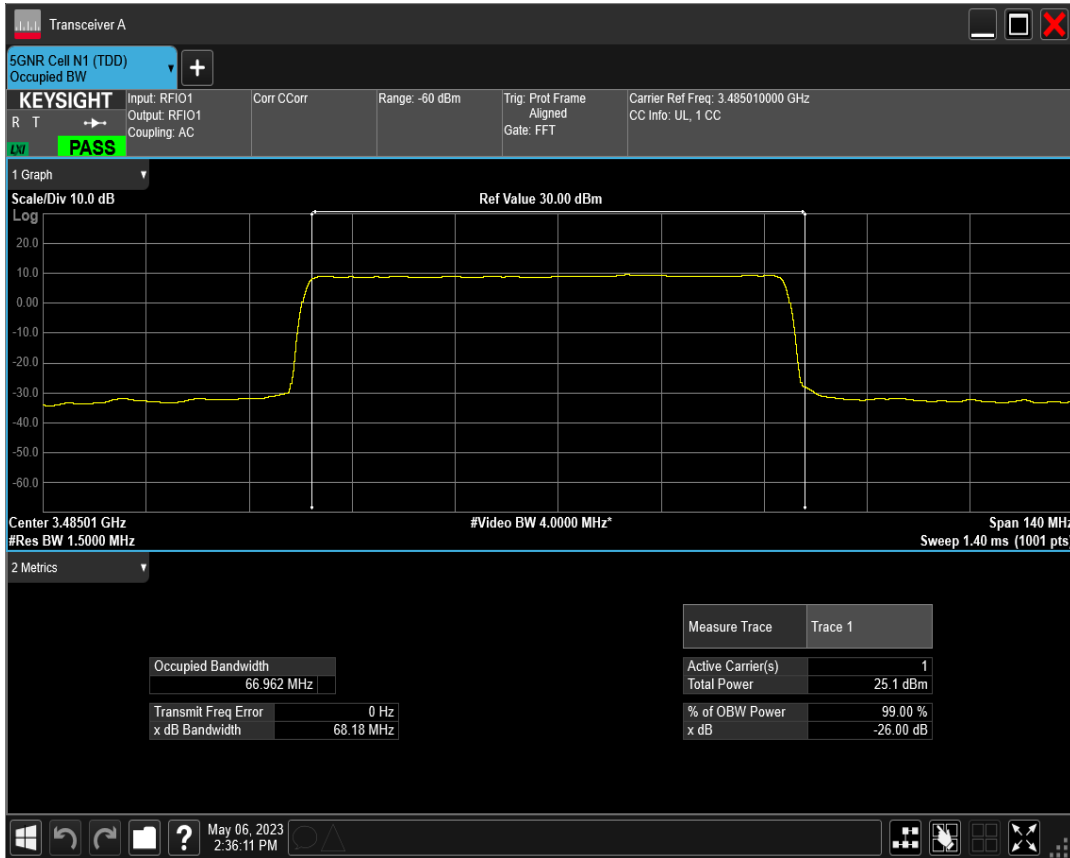 Transceiver A
5GNR Cell N1 (TDD)
Occupied BW
+
KEYSIGHT
R T
LXI
PASS
Input: RFIO1
Output: RFIO1
Coupling: AC
Corr CCorr
Range: -60 dBm
Trig: Prot Frame
Aligned
Gate: FFT
Carrier Ref Freq: 3.485010000 GHz
CC Info: UL, 1 CC
1 Graph
Scale/Div 10.0 dB
Ref Value 30.00 dBm
Log
20.0
10.0
0.00
-10.0
-20.0
-30.0
-40.0
-50.0
-60.0
Center 3.48501 GHz
#Video BW 4.0000 MHz*
Span 140 MHz
#Res BW 1.5000 MHz
Sweep 1.40 ms (1001 pts)
2 Metrics
Measure Trace Trace 1
Occupied Bandwidth
66.962 MHz
Transmit Freq Error 0 Hz
x dB Bandwidth 68.18 MHz
Active Carrier(s) 1
Total Power 25.1 dBm
% of OBW Power 99.00 %
x dB -26.00 dB
?
May 06, 2023
2:36:11 PM